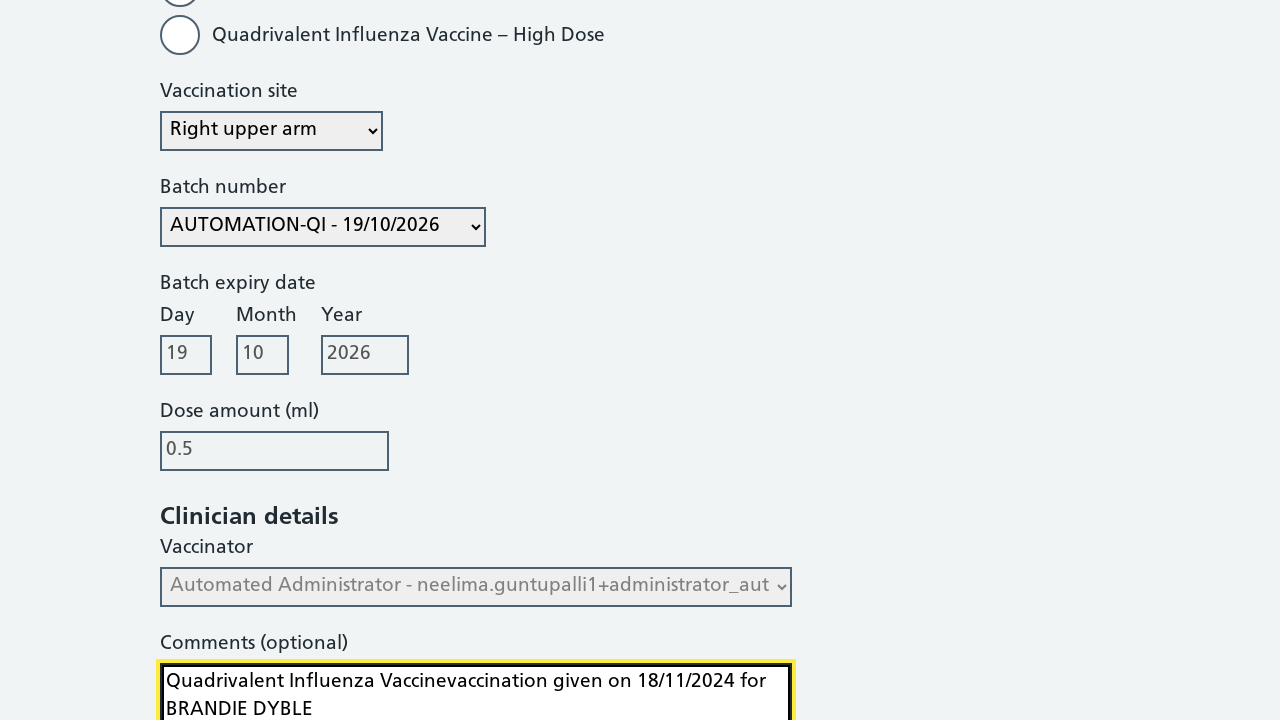 Quadrivalent Influenza Vaccine – High Dose
Vaccination site
Right upper arm
Batch number
AUTOMATION-QI - 19/10/2026
Batch expiry date
Day Month Year
19 10 2026
Dose amount (ml)
0.5
Clinician details
Vaccinator
Automated Administrator - neelima.guntupalli1+administrator_aut
Comments (optional)
Quadrivalent Influenza Vaccinevaccination given on 18/11/2024 for
BRANDIE DYBLE